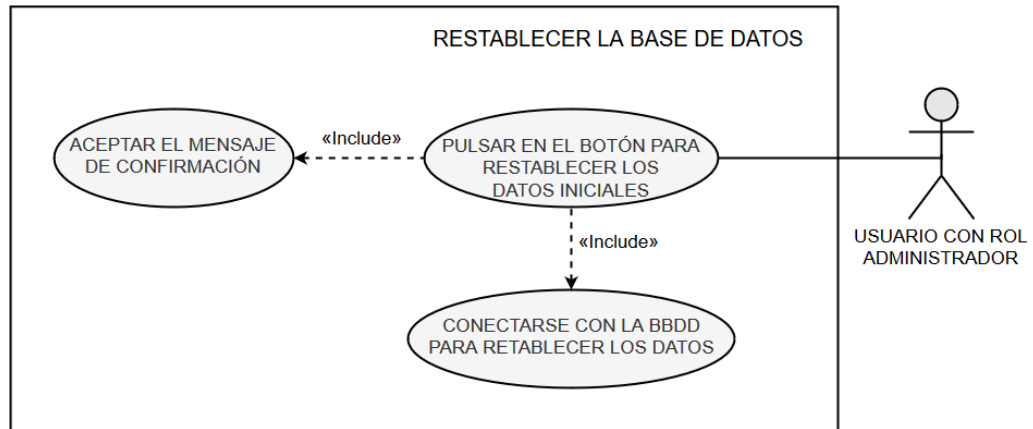 RESTABLECER LA BASE DE DATOS
ACEPTAR EL MENSAJE
DE CONFIRMACIÓN
«Include»
PULSAR EN EL BOTÓN PARA
RESTABLECER LOS
DATOS INICIALES
«Include»
USUARIO CON ROL
ADMINISTRADOR
CONECTARSE CON LA BBDD
PARA RETABLECER LOS DATOS